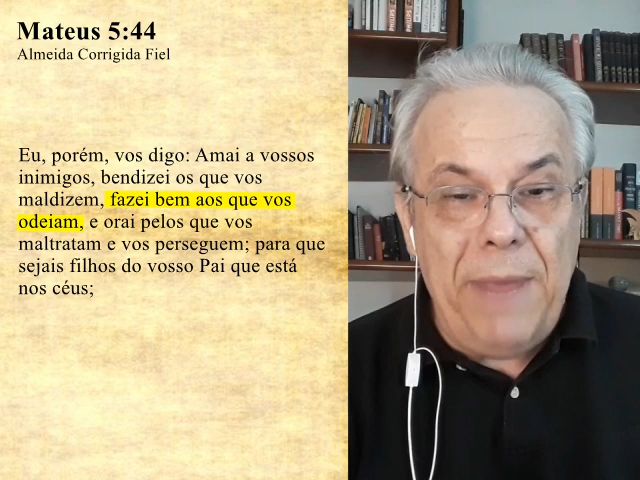 Mateus 5:44
Almeida Corrigida Fiel
Eu, porém, vos digo: Amai a vossos
inimigos, bendizei os que vos
maldizem, fazei bem aos que vos
odeiam, e orai pelos que vos
maltratam e vos perseguem; para que
sejais filhos do vosso Pai que está
nos céus;